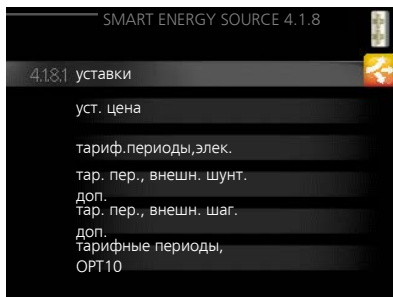 SMART ENERGY SOURCE 4.1.8
4.1.8.1 уставки
уст. цена
тариф.периоды,элек.
тар. пер., внешн. шунт.
доп.
тар. пер., внешн. шаг.
доп.
тарифные периоды,
OPT10